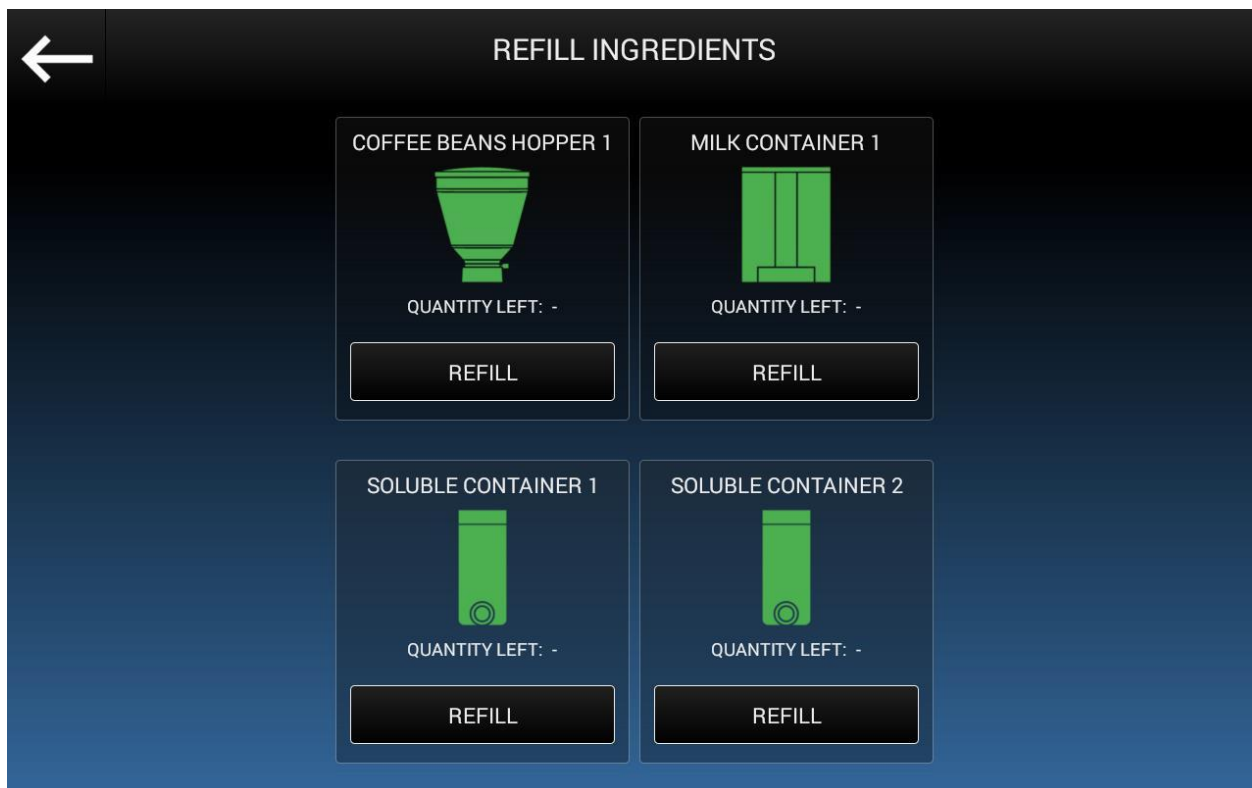 REFILL INGREDIENTS
COFFEE BEANS HOPPER 1
QUANTITY LEFT: -
REFILL
MILK CONTAINER 1
QUANTITY LEFT: -
REFILL
SOLUBLE CONTAINER 1
QUANTITY LEFT: -
REFILL
SOLUBLE CONTAINER 2
QUANTITY LEFT: -
REFILL